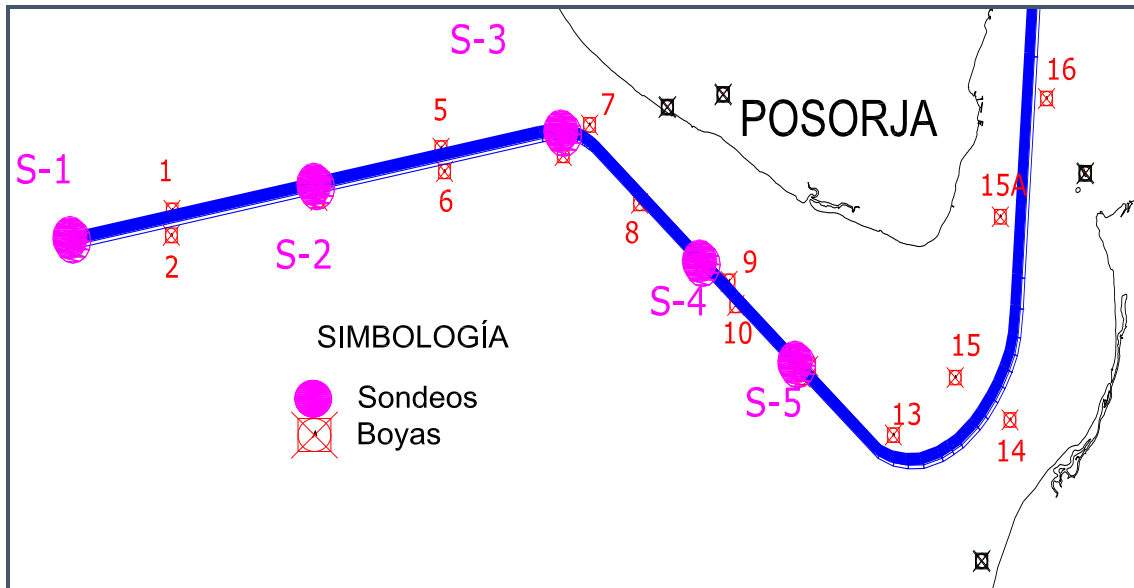 S-3
16
POSORJA
7
5
S-1
1
15A
6
8
2
S-2
9
S-4
10
SIMBOLOGÍA
15
S-5
Sondeos
13
14
Boyas